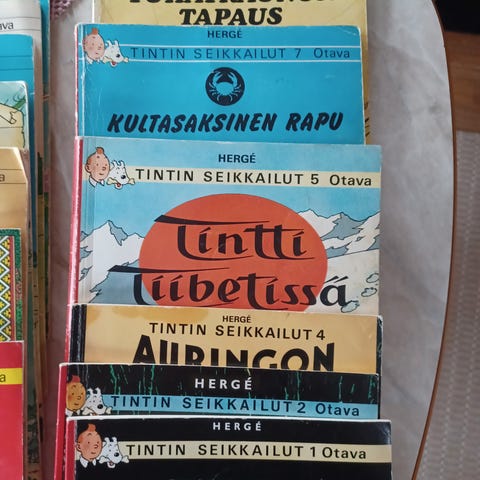 TAPAUS
HERGÉ
TINTIN SEIKKAILUT 7 Otava
KULTASAKSINEN RAPU
HERGÉ
TINTIN SEIKKAILUT 5 Otava
Tintti
Tiibetissä
HERGÉ
TINTIN SEIKKAILUT 4
AURINGON
HERGÉ
TINTIN SEIKKAILUT 2 Otava
HERGÉ
TINTIN SEIKKAILUT 1 Otava